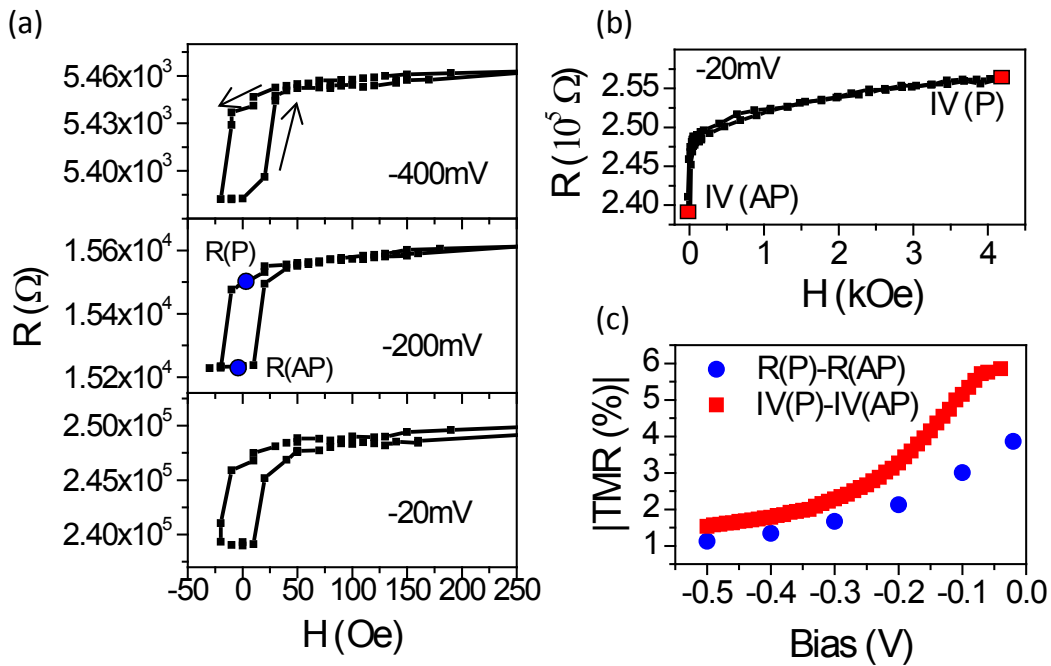 (a)
5.46x10³
5.43x10³
5.40x10³
-400mV
1.56x10⁴
1.54x10⁴
1.52x10⁴
R(P)
R(AP)
-200mV
2.50x10⁵
2.45x10⁵
2.40x10⁵
-20mV
R (Ω)
-50 0 50 100 150 200 250
H (Oe)
(b)
-20mV
2.55
2.50
2.45
2.40
IV (P)
IV (AP)
R (10⁵ Ω)
0 1 2 3 4
H (kOe)
(c)
6
5
4
3
2
1
R(P)-R(AP)
IV(P)-IV(AP)
|TMR (%)|
-0.5 -0.4 -0.3 -0.2 -0.1 0.0
Bias (V)